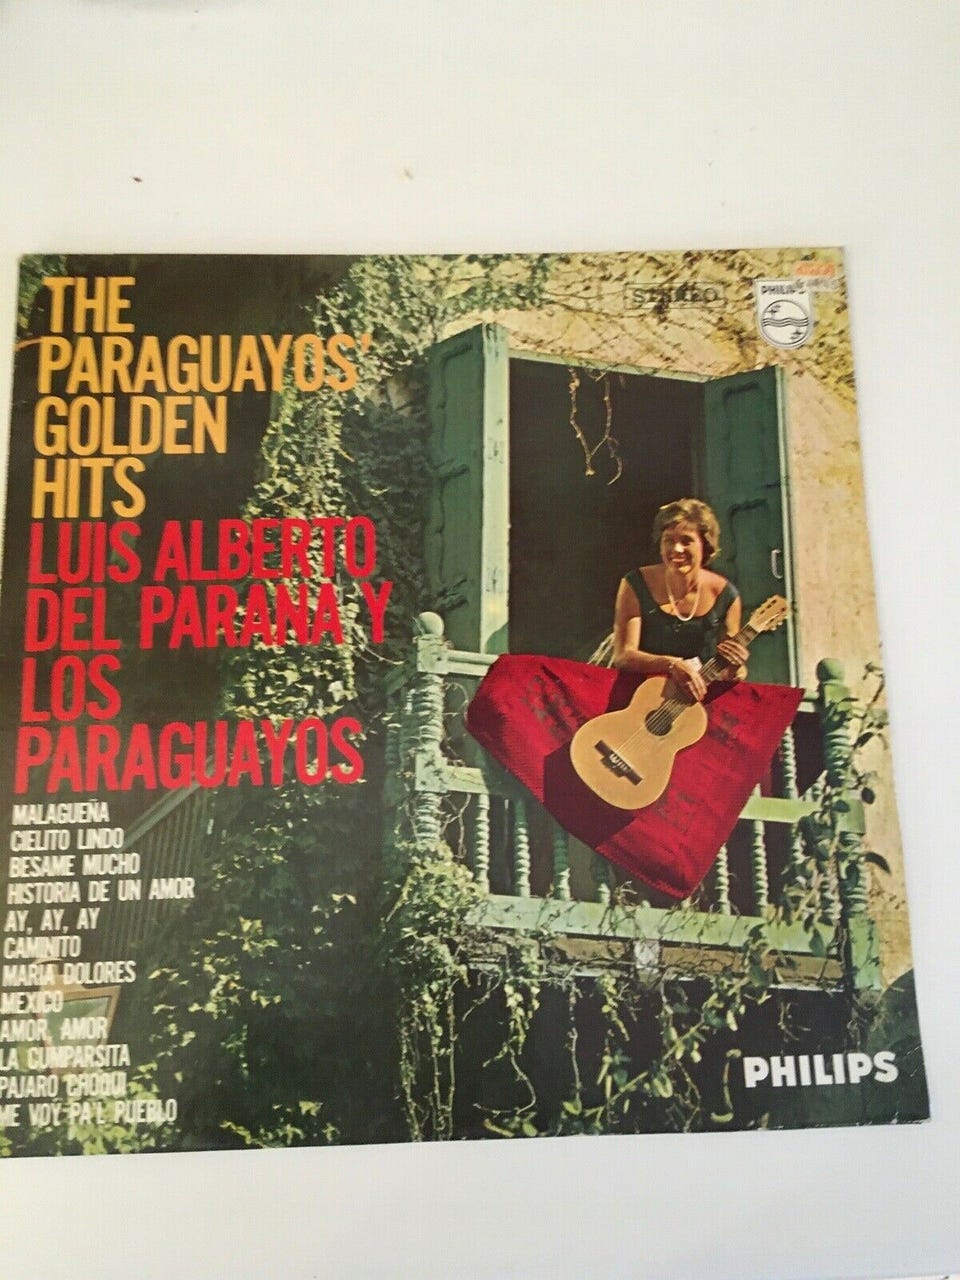 THE
PARAGUAYOS'
GOLDEN
HITS
LUIS ALBERTO
DEL PARANA Y
LOS
PARAGUAYOS
MALAGUEÑA
CIELITO LINDO
BESAME MUCHO
HISTORIA DE UN AMOR
AY, AY, AY
CAMINITO
MARIA DOLORES
MEXICO
AMOR, AMOR
LA CUMPARSITA
PAJARO CHOGUI
ME VOY PA'L PUEBLO
STEREO
PHILIPS
PHILIPS